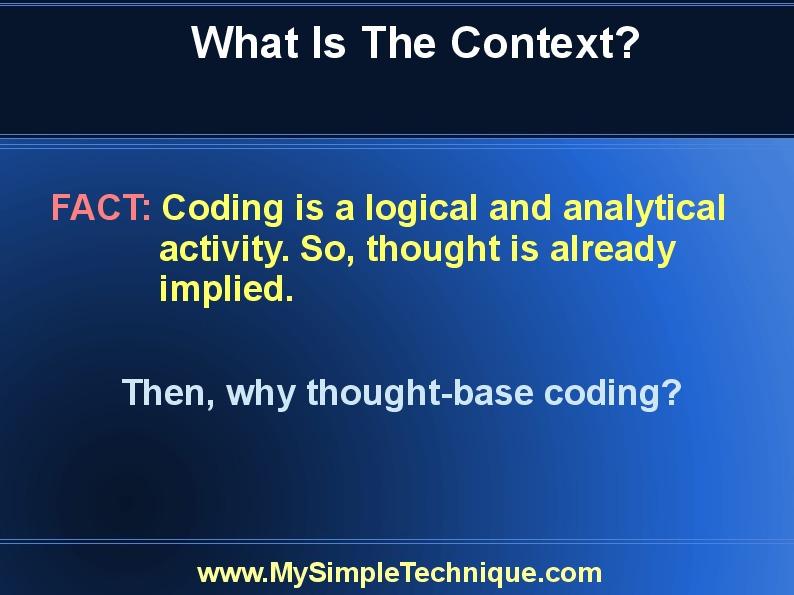 What Is The Context?
FACT: Coding is a logical and analytical
activity. So, thought is already
implied.
Then, why thought-base coding?
www.MySimpleTechnique.com